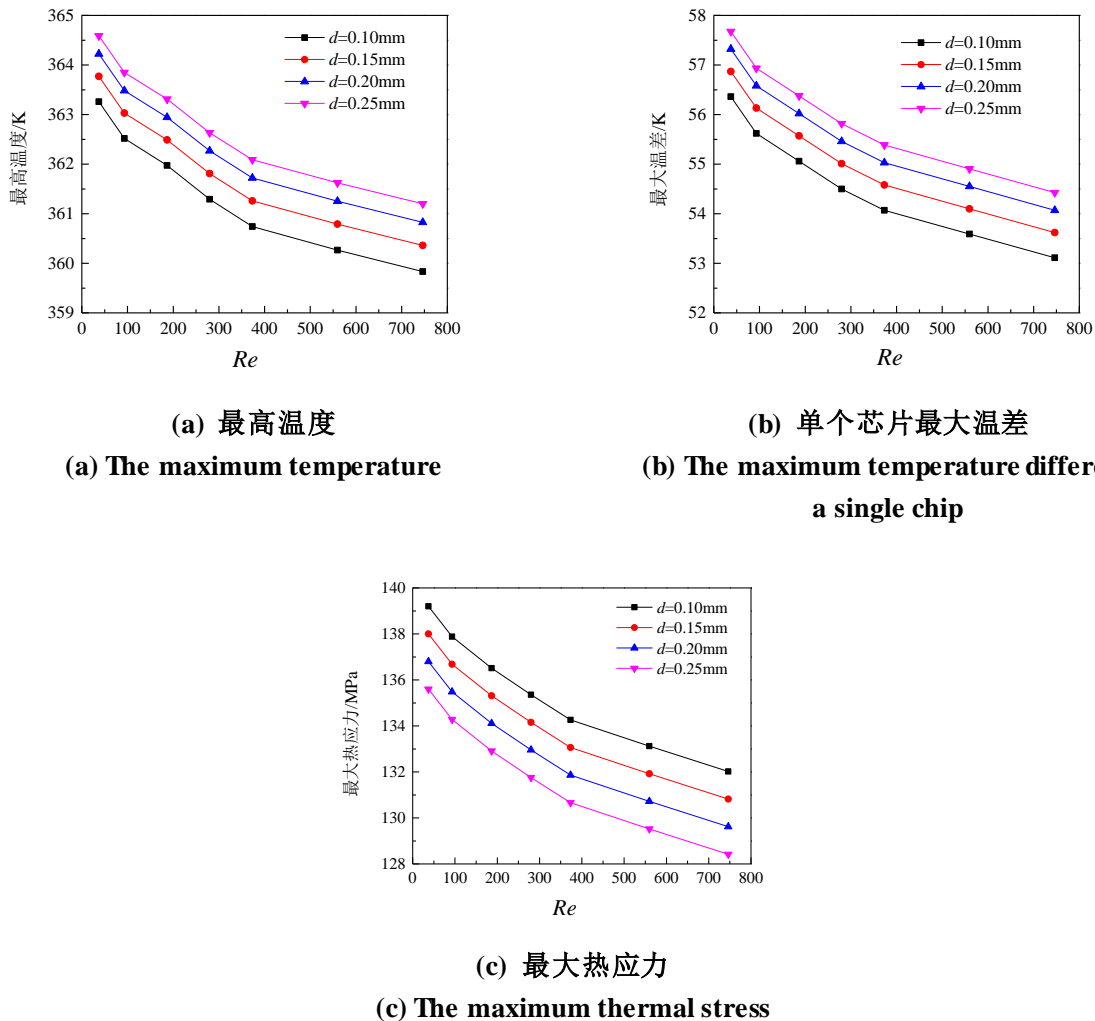 365
364
363
362
361
360
359
最高温度/K
d=0.10mm
d=0.15mm
d=0.20mm
d=0.25mm
0 100 200 300 400 500 600 700 800
Re
58
57
56
55
54
53
52
最大温差/K
d=0.10mm
d=0.15mm
d=0.20mm
d=0.25mm
0 100 200 300 400 500 600 700 800
Re
(a) 最高温度
(a) The maximum temperature
(b) 单个芯片最大温差
(b) The maximum temperature differe
a single chip
140
138
136
134
132
130
128
最大热应力/MPa
d=0.10mm
d=0.15mm
d=0.20mm
d=0.25mm
0 100 200 300 400 500 600 700 800
Re
(c) 最大热应力
(c) The maximum thermal stress